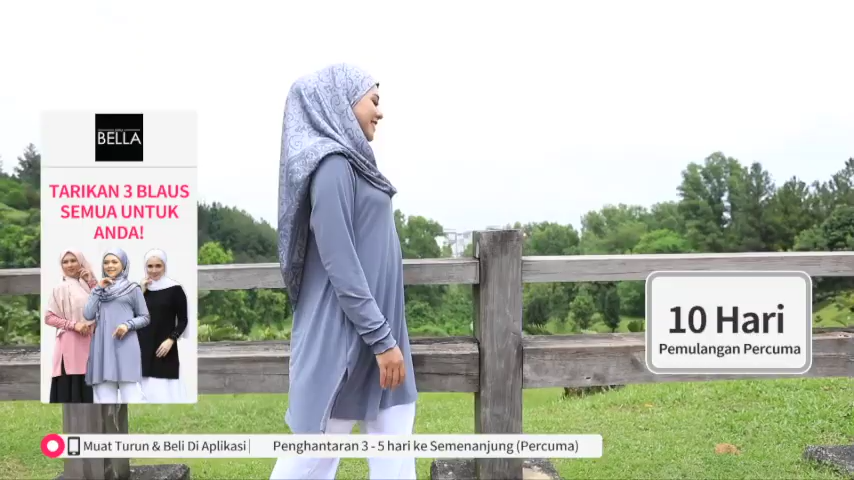 BELLA
TARIKAN 3 BLAUS
SEMUA UNTUK
ANDA!
10 Hari
Pemulangan Percuma
Muat Turun & Beli Di Aplikasi
Penghantaran 3 - 5 hari ke Semenanjung (Percuma)